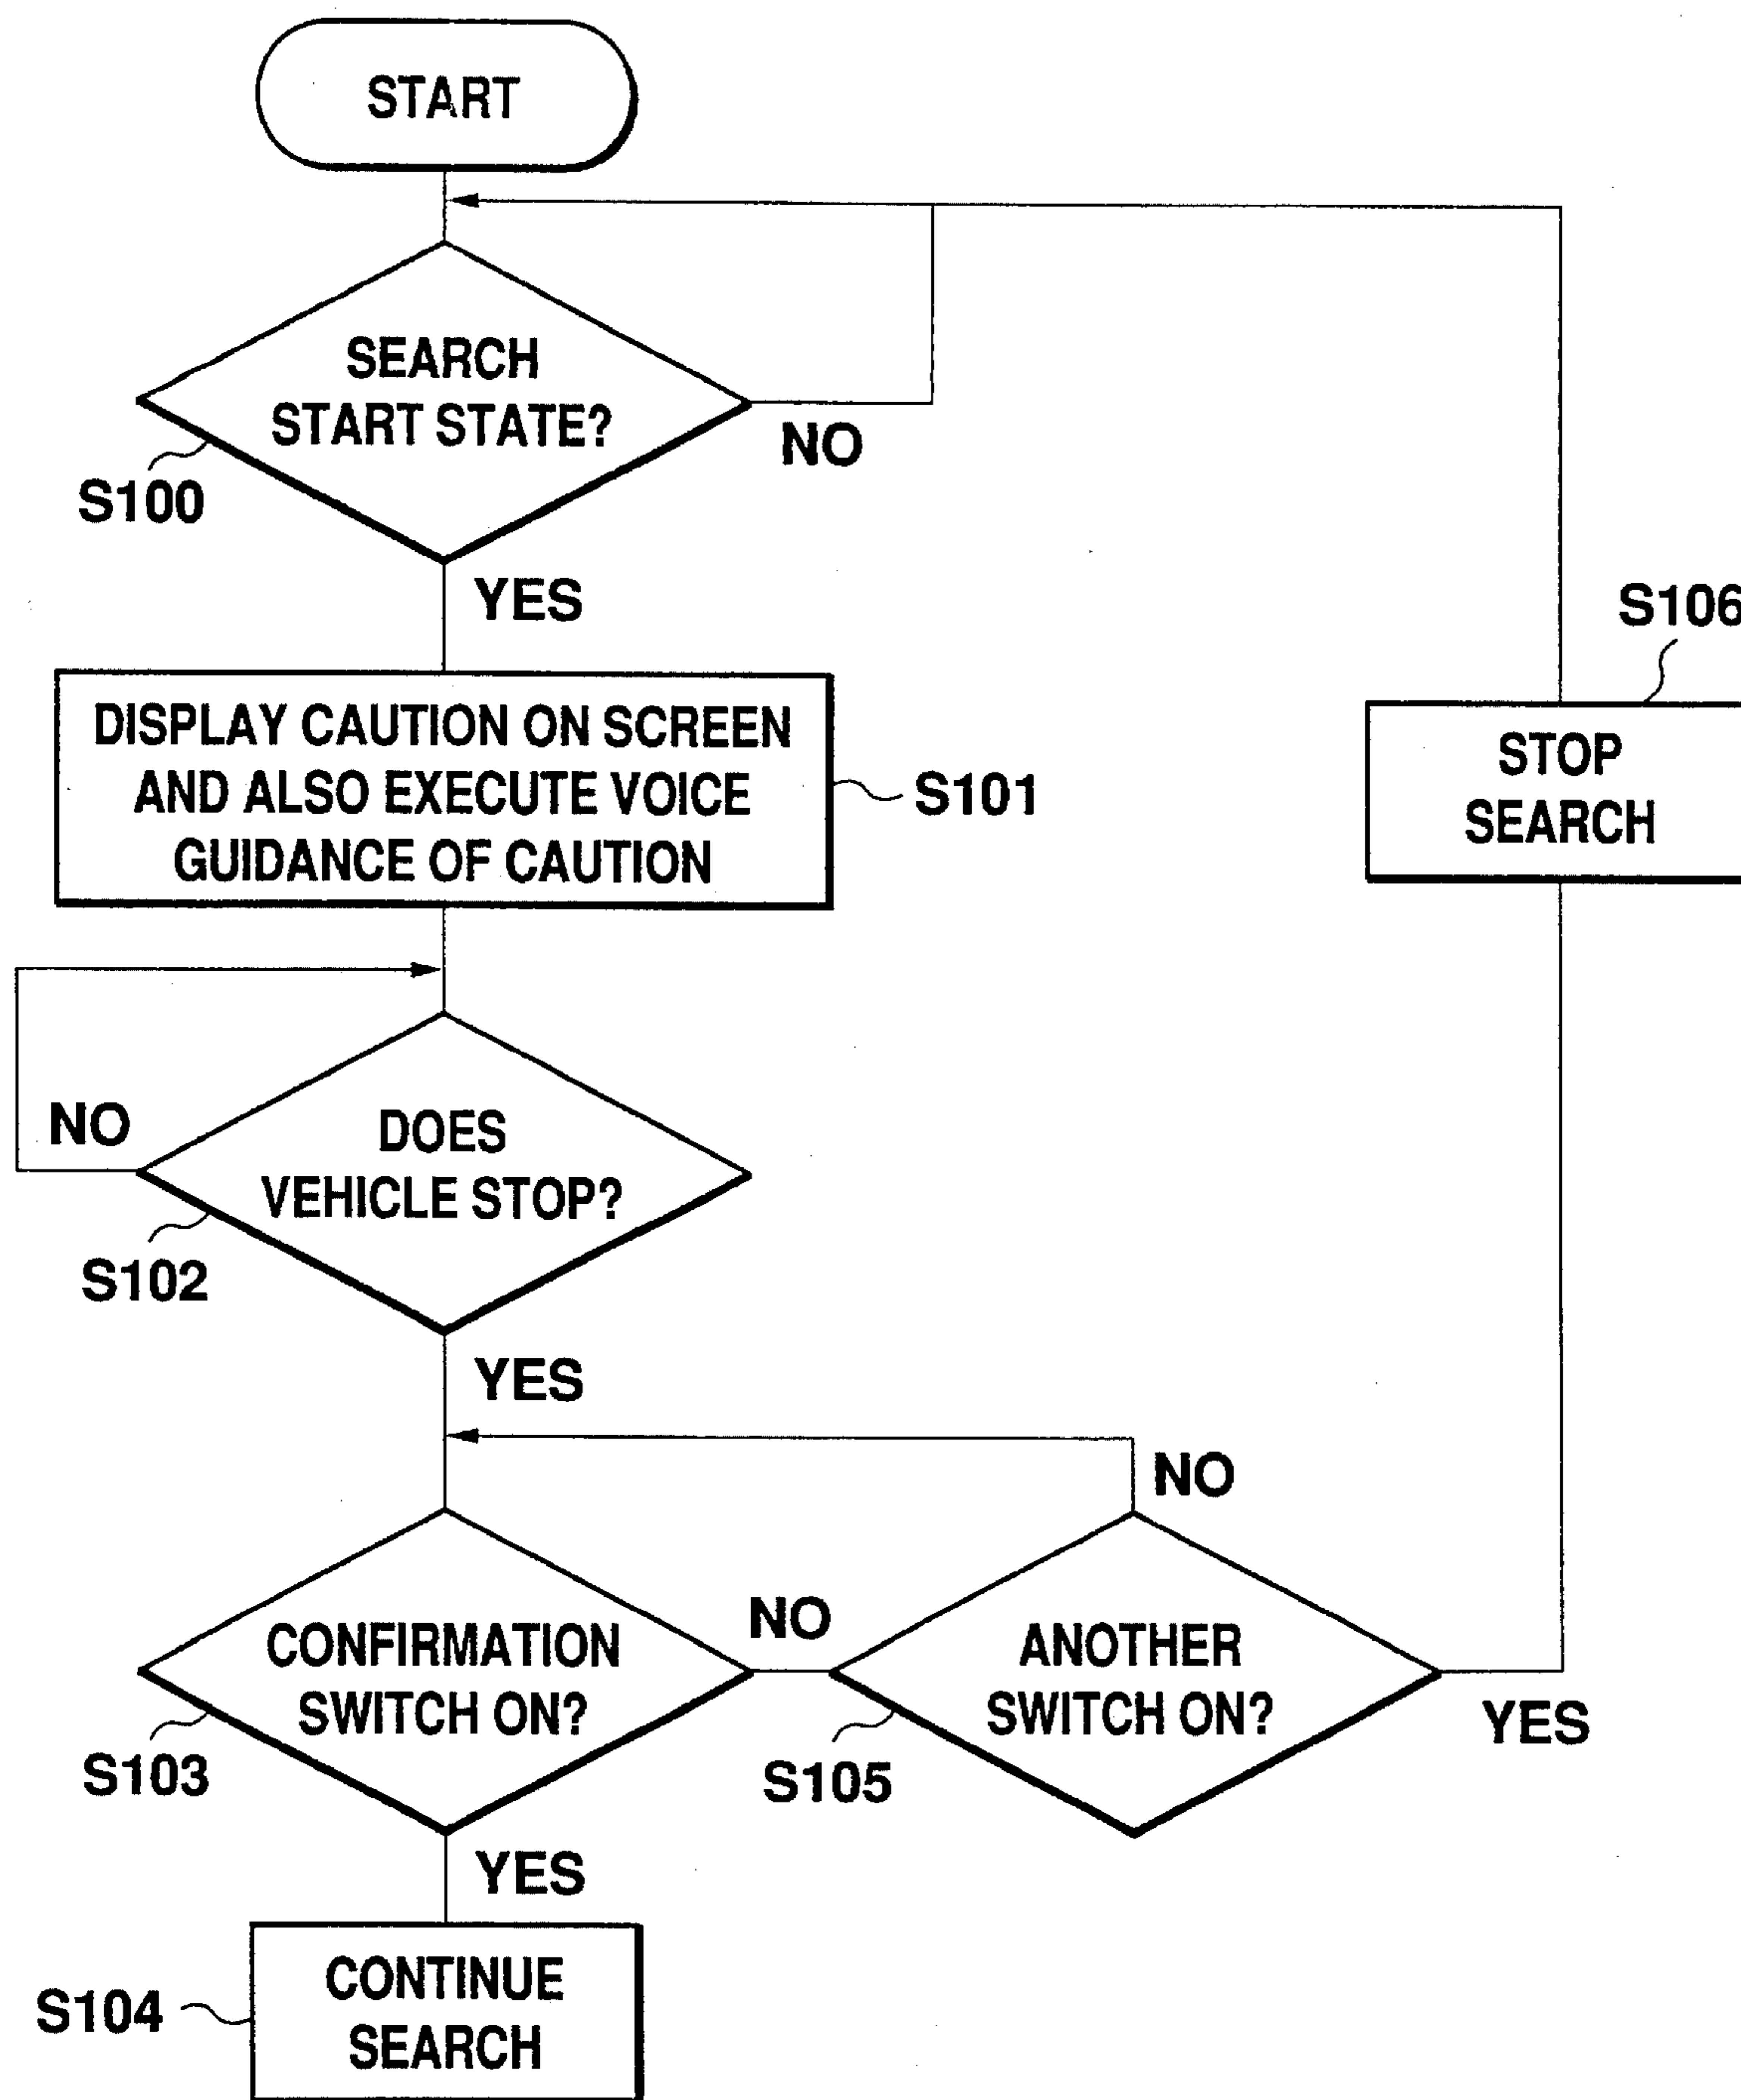 START
SEARCH
START STATE?
NO
S100
YES
S106
DISPLAY CAUTION ON SCREEN
AND ALSO EXECUTE VOICE
GUIDANCE OF CAUTION
S101
STOP
SEARCH
NO
DOES
VEHICLE STOP?
S102
YES
NO
CONFIRMATION
SWITCH ON?
NO
ANOTHER
SWITCH ON?
YES
S103
S105
YES
CONTINUE
SEARCH
S104